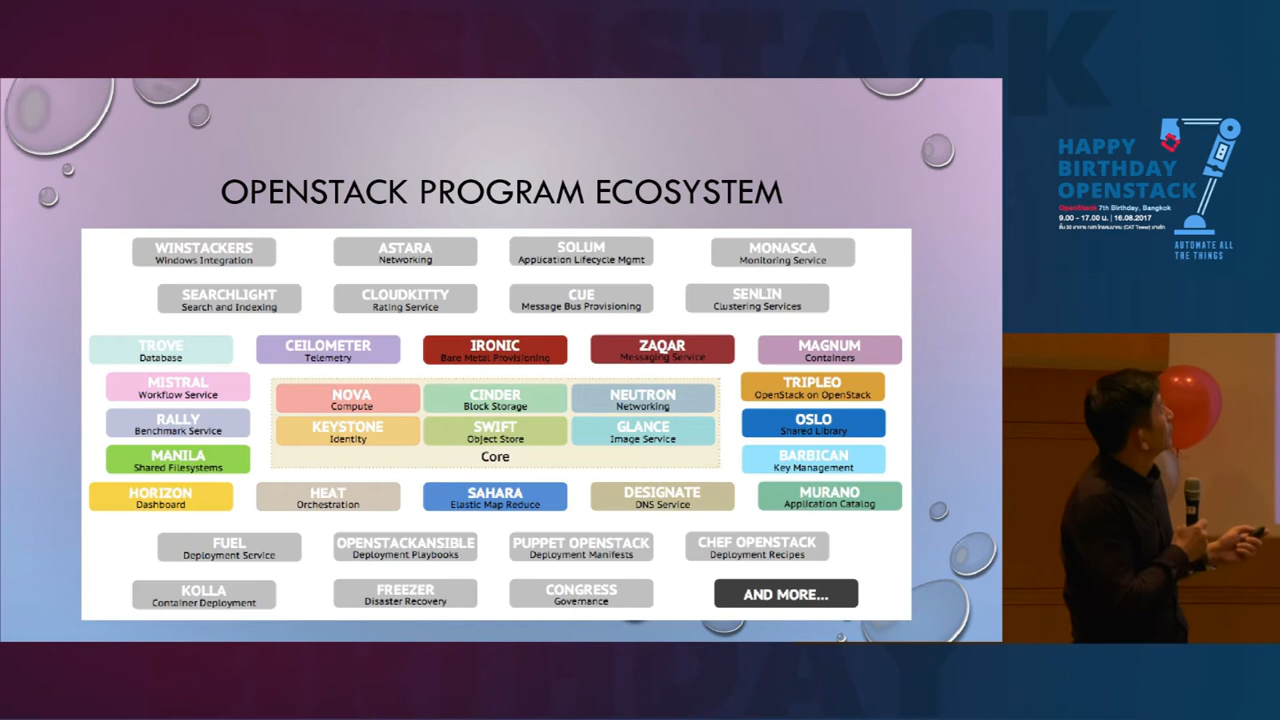 OPENSTACK PROGRAM ECOSYSTEM
WINSTACKERS
Windows Integration
ASTARA
Networking
SOLUM
Application Lifecycle Mgmt
MONASCA
Monitoring Service
SEARCHLIGHT
Search and Indexing
CLOUDKITTY
Rating Service
CUE
Message Bus Provisioning
SENLIN
Clustering Services
TROVE
Database
CEILOMETER
Telemetry
IRONIC
Bare Metal Provisioning
ZAQAR
Messaging Service
MAGNUM
Containers
MISTRAL
Workflow Service
NOVA
Compute
CINDER
Block Storage
NEUTRON
Networking
TRIPLEO
OpenStack on OpenStack
RALLY
Benchmark Service
KEYSTONE
Identity
SWIFT
Object Store
GLANCE
Image Service
OSLO
Shared Library
MANILA
Shared Filesystems
Core
BARBICAN
Key Management
HORIZON
Dashboard
HEAT
Orchestration
SAHARA
Elastic Map Reduce
DESIGNATE
DNS Service
MURANO
Application Catalog
FUEL
Deployment Service
OPENSTACKANSIBLE
Deployment Playbooks
PUPPET OPENSTACK
Deployment Manifests
CHEF OPENSTACK
Deployment Recipes
KOLLA
Container Deployment
FREEZER
Disaster Recovery
CONGRESS
Governance
AND MORE...
HAPPY
BIRTHDAY
OPENSTACK
OpenStack 7th Birthday, Bangkok
9.00 - 17.00 น. | 16.08.2017
AUTOMATE ALL
THE THINGS